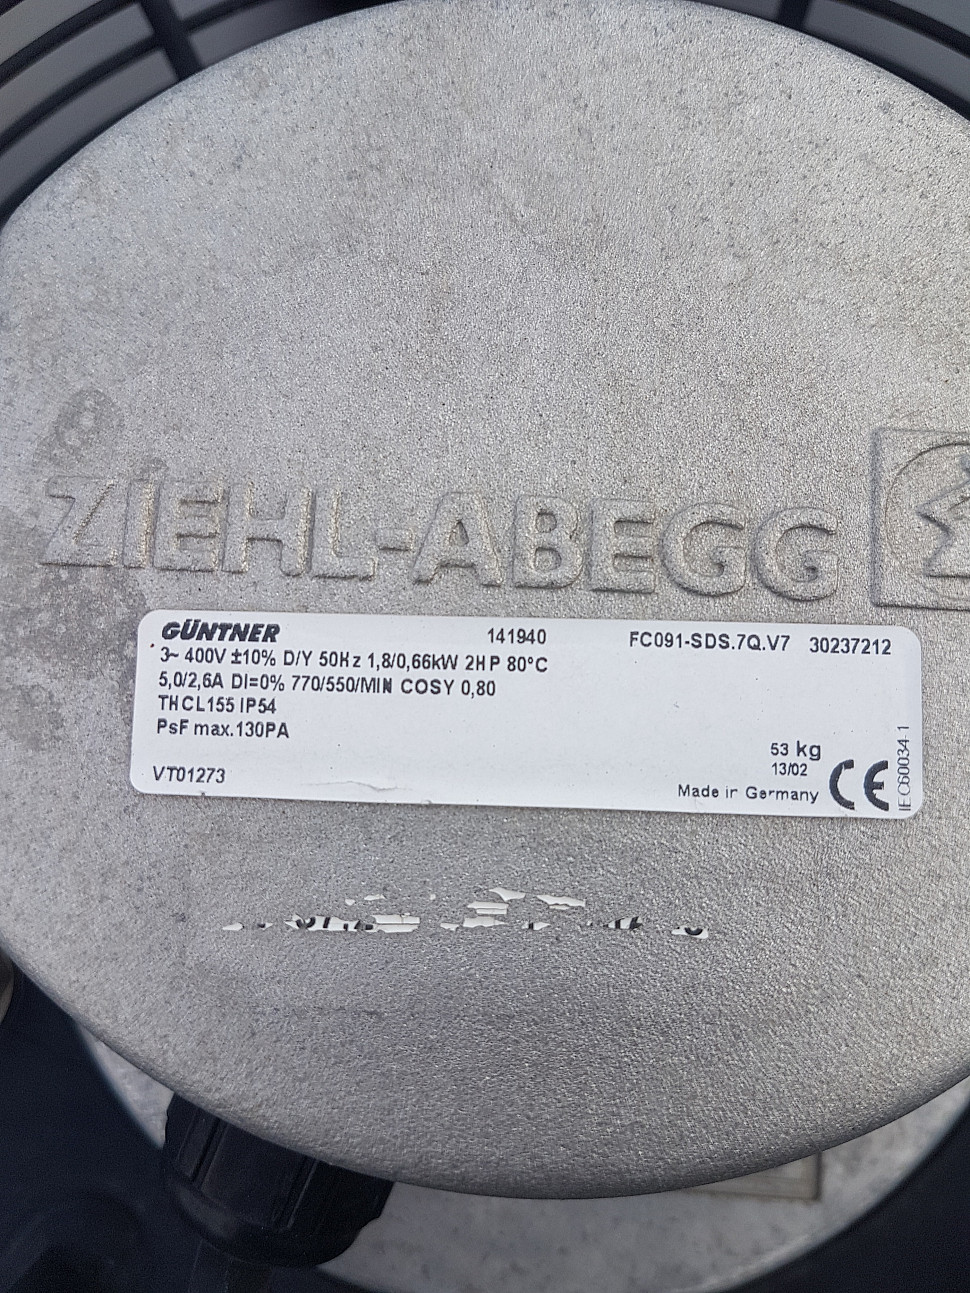 ZIEHL-ABEGG
GÜNTNER 141940 FC091-SDS.7Q.V7 30237212
3~ 400V ±10% D/Y 50Hz 1,8/0,66kW 2HP 80°C
5,0/2,6A DI=0% 770/550/MIN COSY 0,80
THCL155 IP54
PsF max.130PA
53 kg
13/02
VT01273
Made in Germany
CE
IEC60034-1